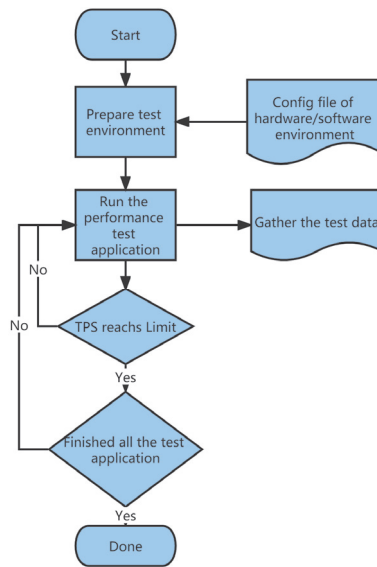 Start
Prepare test
environment
Config file of
hardware/software
environment
Run the
performance
test
application
Gather the test data
No
No
TPS reachs Limit
Yes
Finished all the test
application
Yes
Done